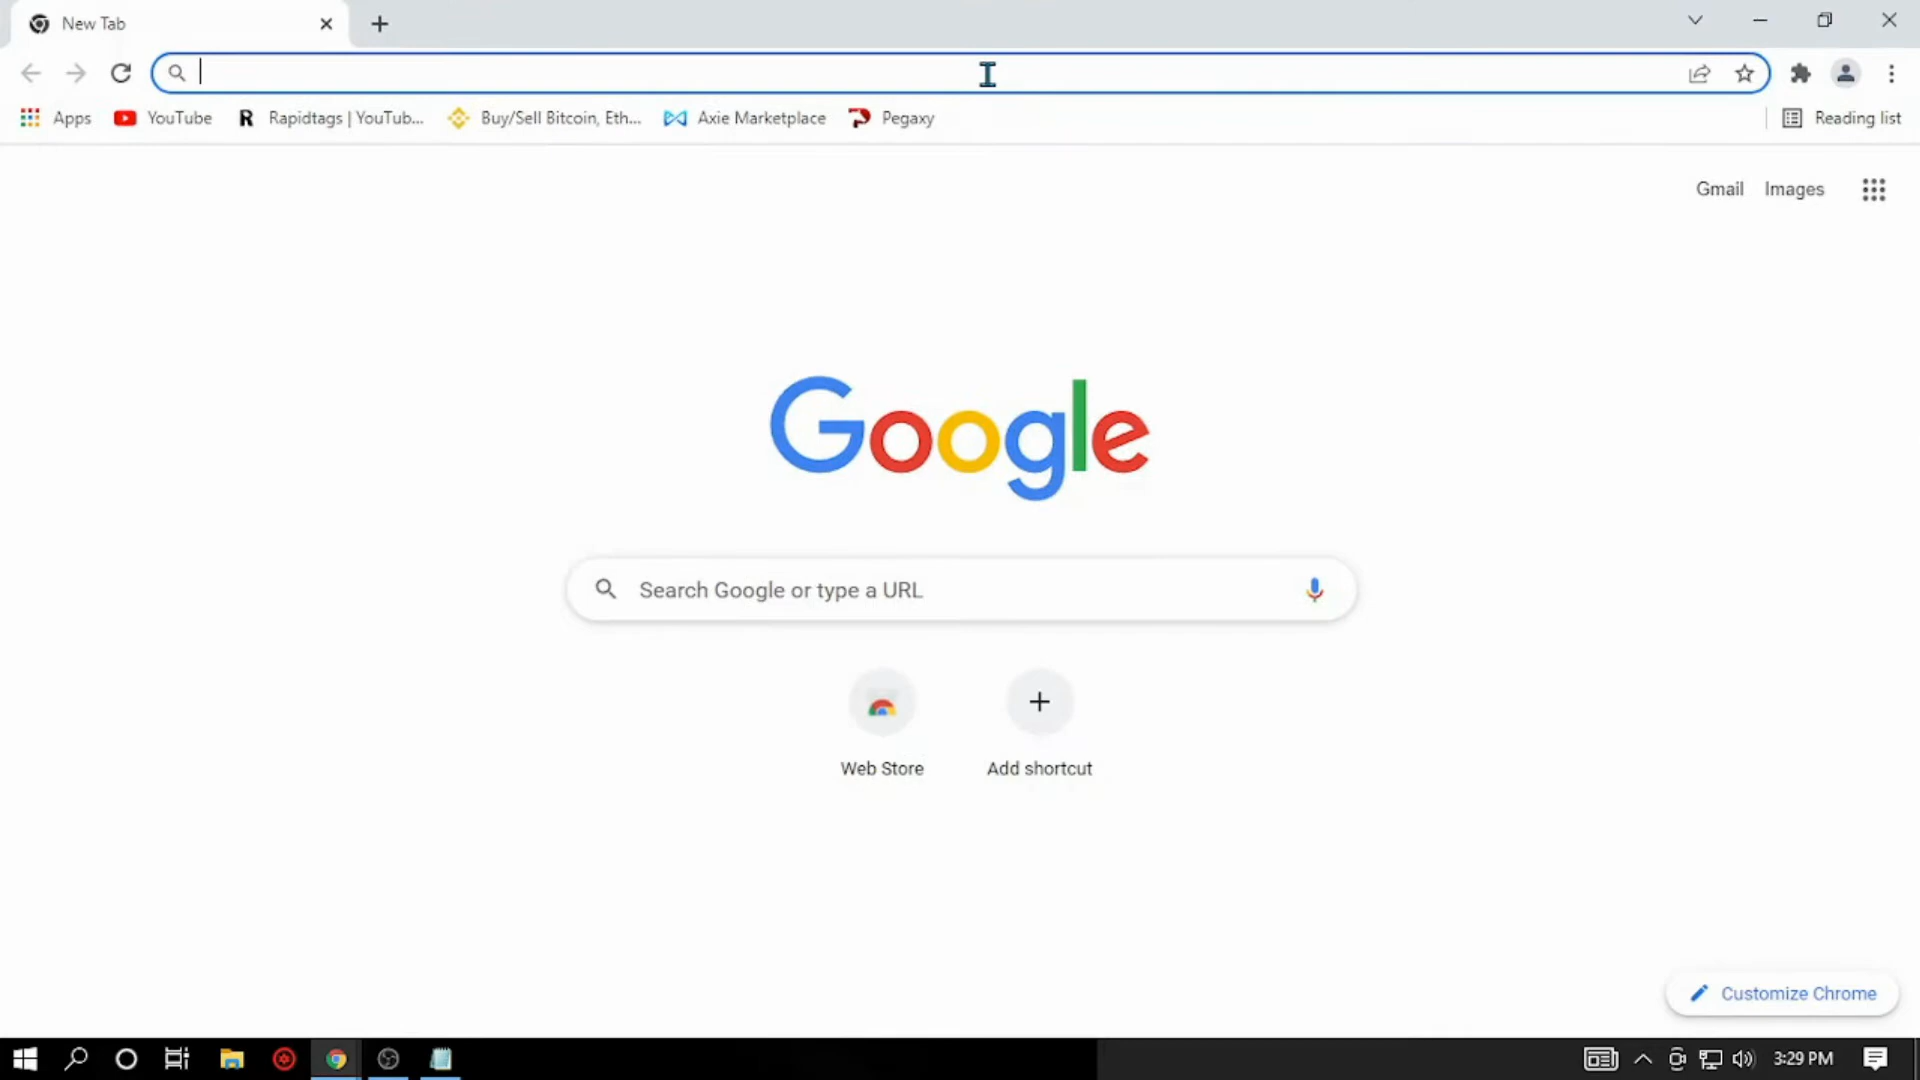 New Tab
Apps
YouTube
Rapidtags | YouTub...
Buy/Sell Bitcoin, Eth...
Axie Marketplace
Pegaxy
Reading list
Gmail
Images
Google
Search Google or type a URL
Web Store
Add shortcut
Customize Chrome
3:29 PM